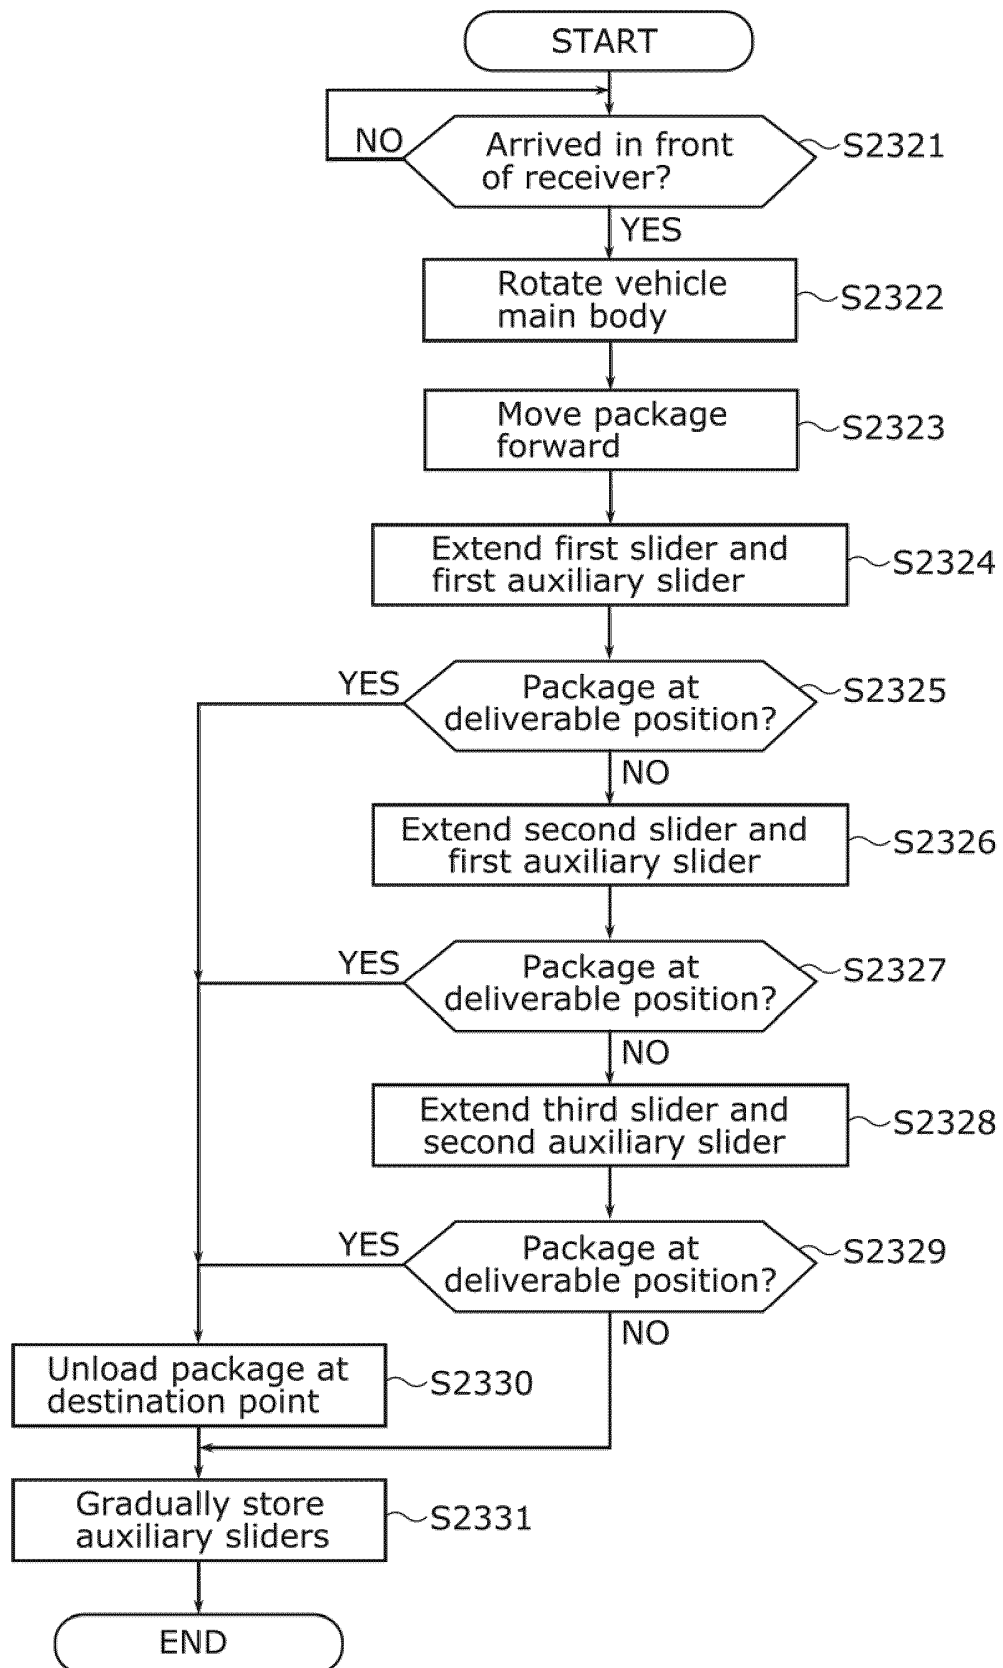 START
NO
Arrived in front
of receiver?
S2321
YES
Rotate vehicle
main body
S2322
Move package
forward
S2323
Extend first slider and
first auxiliary slider
S2324
YES
Package at
deliverable position?
S2325
NO
Extend second slider and
first auxiliary slider
S2326
YES
Package at
deliverable position?
S2327
NO
Extend third slider and
second auxiliary slider
S2328
YES
Package at
deliverable position?
S2329
NO
Unload package at
destination point
S2330
Gradually store
auxiliary sliders
S2331
END